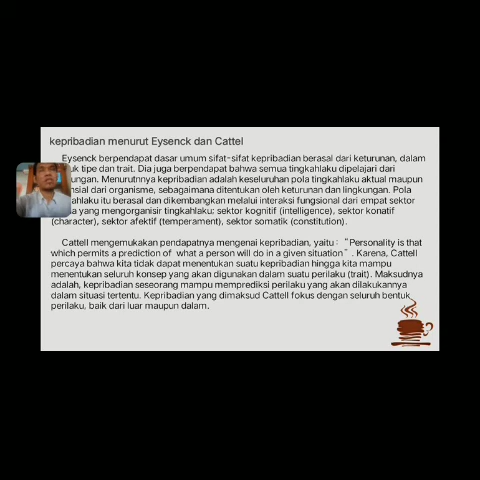 kepribadian menurut Eysenck dan Cattel
Eysenck berpendapat dasar umum sifat-sifat kepribadian berasal dari keturunan, dalam
tipe dan trait. Dia juga berpendapat bahwa semua tingkahlaku dipelajari dari
ungan. Menurutnnya kepribadian adalah keseluruhan pola tingkahlaku aktual maupun
sial dari organisme, sebagaimana ditentukan oleh keturunan dan lingkungan. Pola
ahlaku itu berasal dan dikembangkan melalui interaksi fungsional dari empat sektor
yang mengorganisir tingkahlaku; sektor kognitif (intelligence), sektor konatif
(character), sektor afektif (temperament), sektor somatik (constitution).
Cattell mengemukakan pendapatnya mengenai kepribadian, yaitu : “Personality is that
which permits a prediction of what a person will do in a given situation”. Karena, Cattell
percaya bahwa kita tidak dapat menentukan suatu kepribadian hingga kita mampu
menentukan seluruh konsep yang akan digunakan dalam suatu perilaku (trait). Maksudnya
adalah, kepribadian seseorang mampu memprediksi perilaku yang akan dilakukannya
dalam situasi tertentu. Kepribadian yang dimaksud Cattell fokus dengan seluruh bentuk
perilaku, baik dari luar maupun dalam.